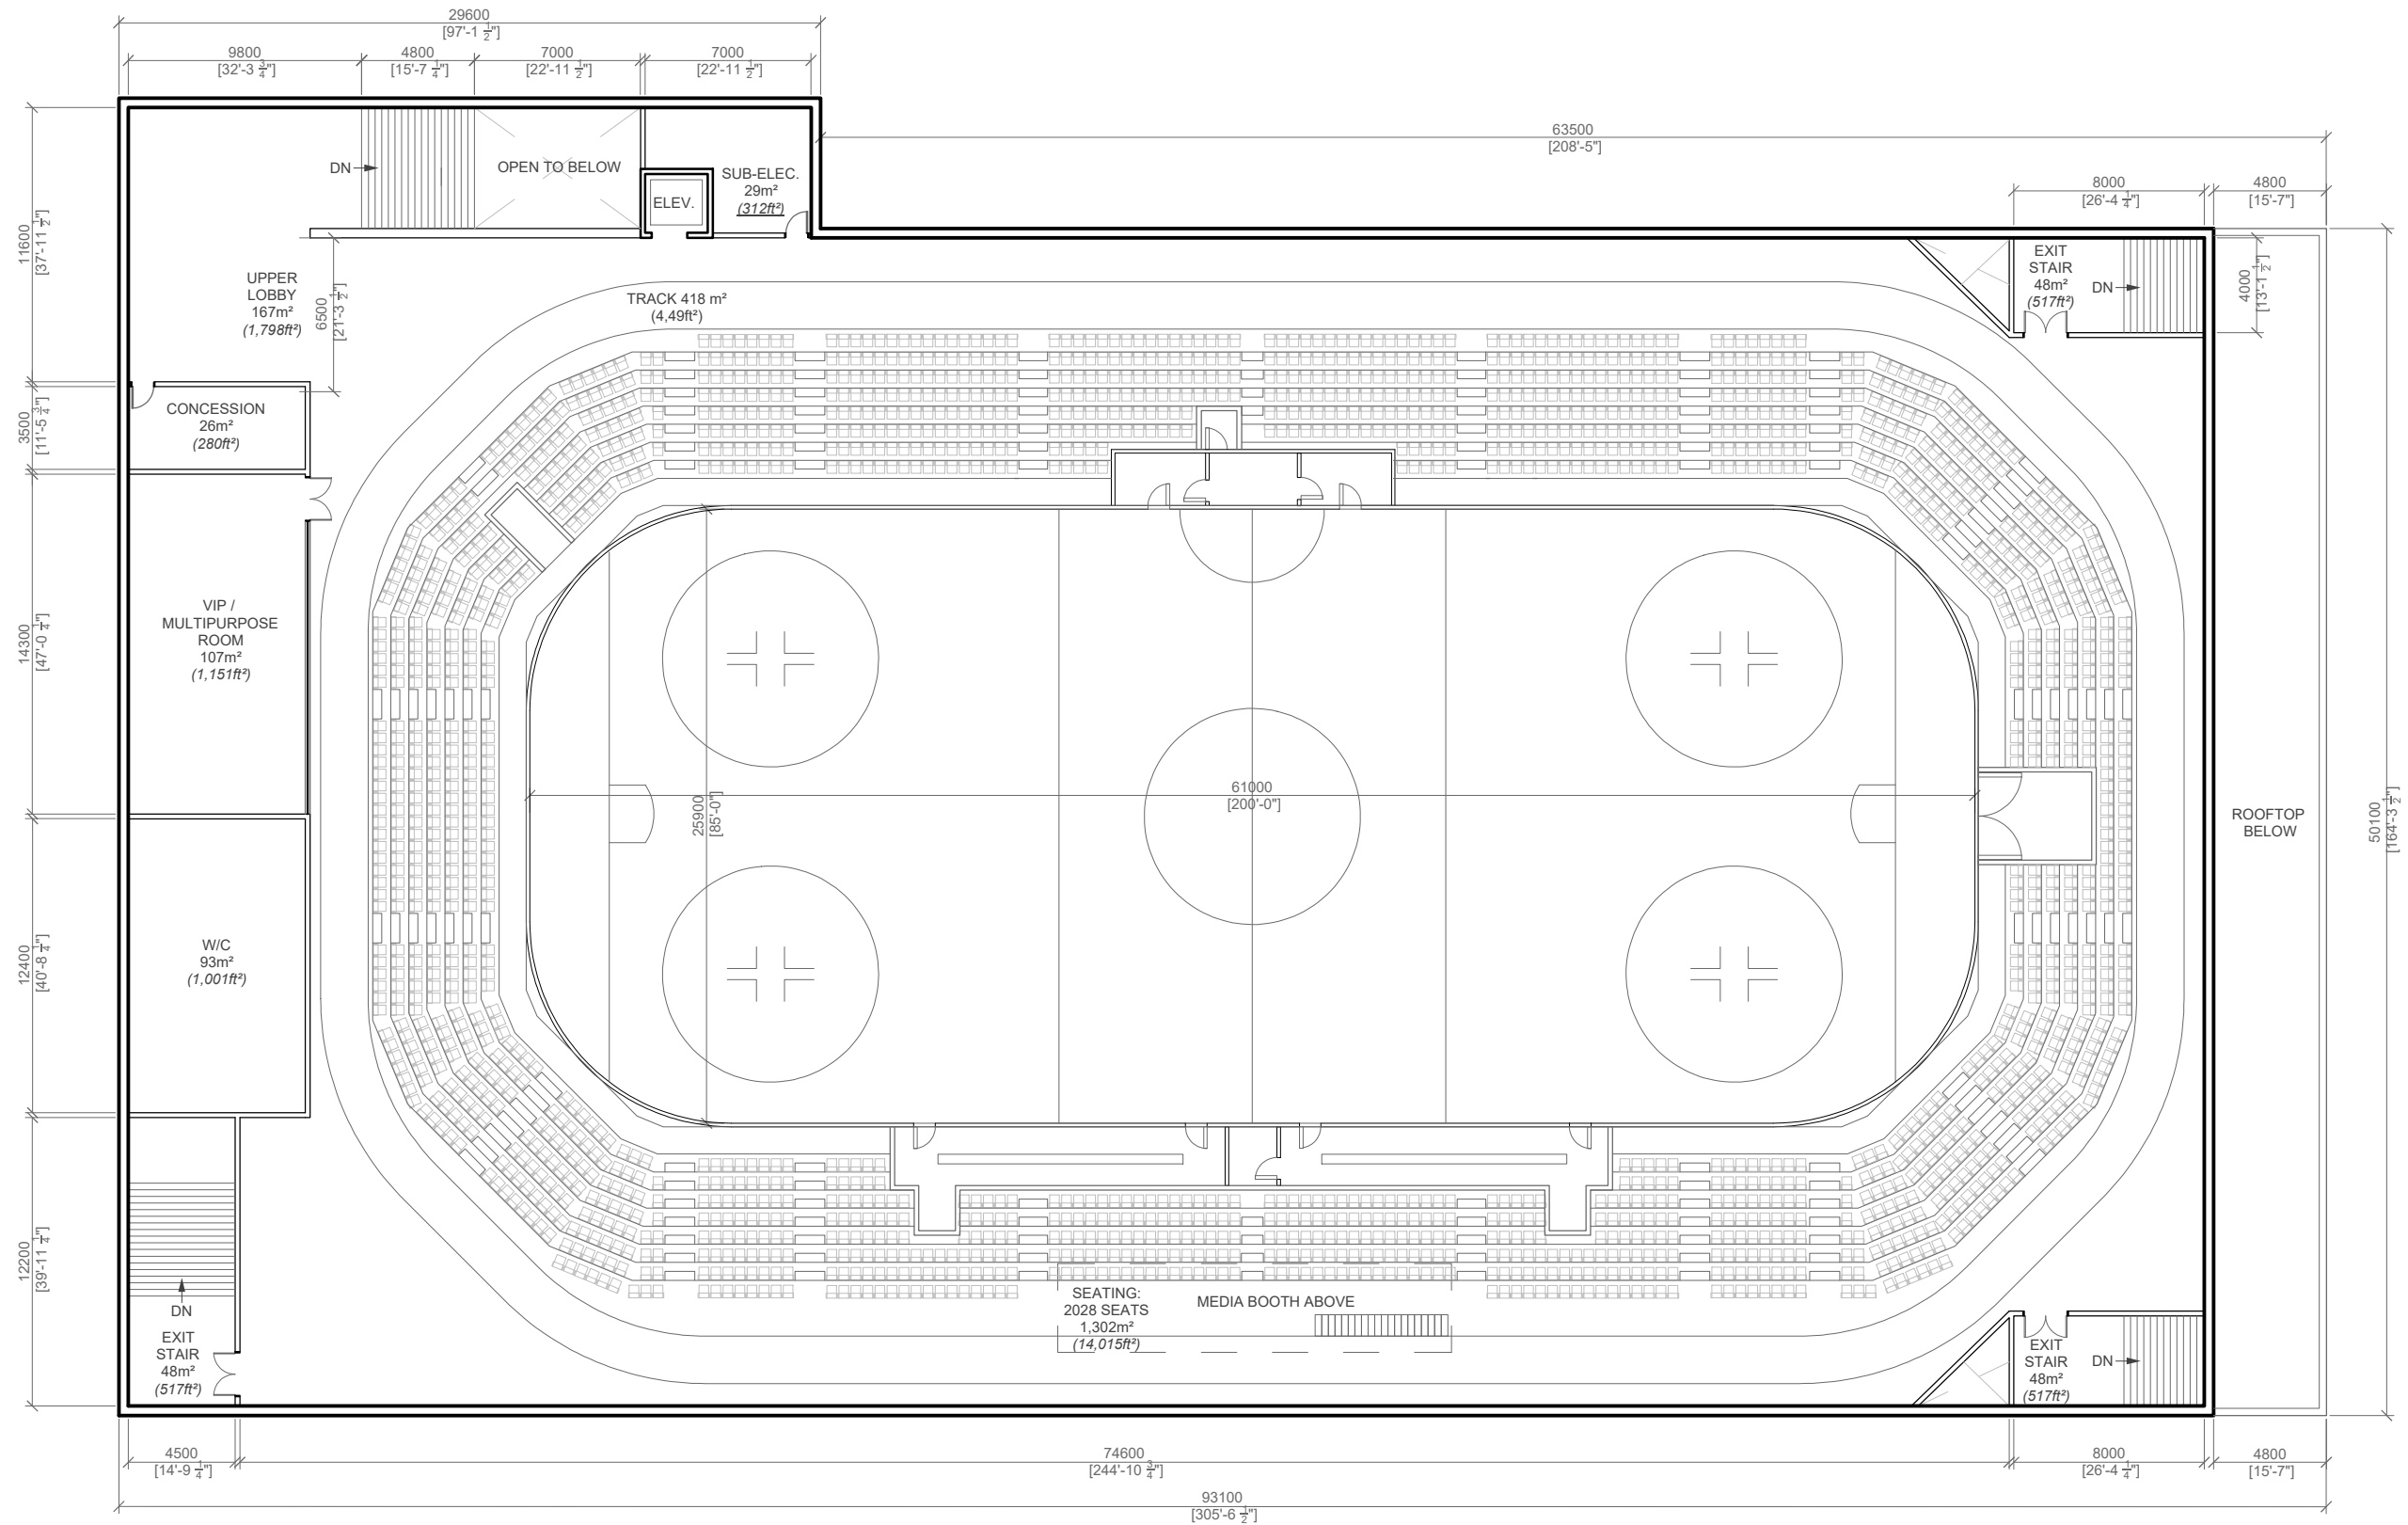 29600
[97'-1 1/2"]
9800
[32'-3 3/4"]
4800
[15'-7 1/4"]
7000
[22'-11 1/2"]
7000
[22'-11 1/2"]
63500
[208'-5"]
8000
[26'-4 1/4"]
4800
[15'-7"]
DN
OPEN TO BELOW
ELEV.
SUB-ELEC.
29m²
(312ft²)
11600
[37'-11 1/2"]
UPPER
LOBBY
167m²
(1,798ft²)
6500
[21'-3 1/2"]
TRACK 418 m²
(4,49ft²)
EXIT
STAIR
48m²
(517ft²)
DN
4000
[13'-1 1/2"]
3500
[11'-5 3/4"]
CONCESSION
26m²
(280ft²)
14300
[47'-0 1/4"]
VIP /
MULTIPURPOSE
ROOM
107m²
(1,151ft²)
25900
[85'-0"]
61000
[200'-0"]
ROOFTOP
BELOW
50100
[164'-3 1/2"]
12400
[40'-8 1/4"]
W/C
93m²
(1,001ft²)
12200
[39'-11 1/4"]
DN
EXIT
STAIR
48m²
(517ft²)
SEATING:
2028 SEATS
1,302m²
(14,015ft²)
MEDIA BOOTH ABOVE
EXIT
STAIR
48m²
(517ft²)
DN
4500
[14'-9 1/4"]
74600
[244'-10 3/4"]
8000
[26'-4 1/4"]
4800
[15'-7"]
93100
[305'-6 1/2"]